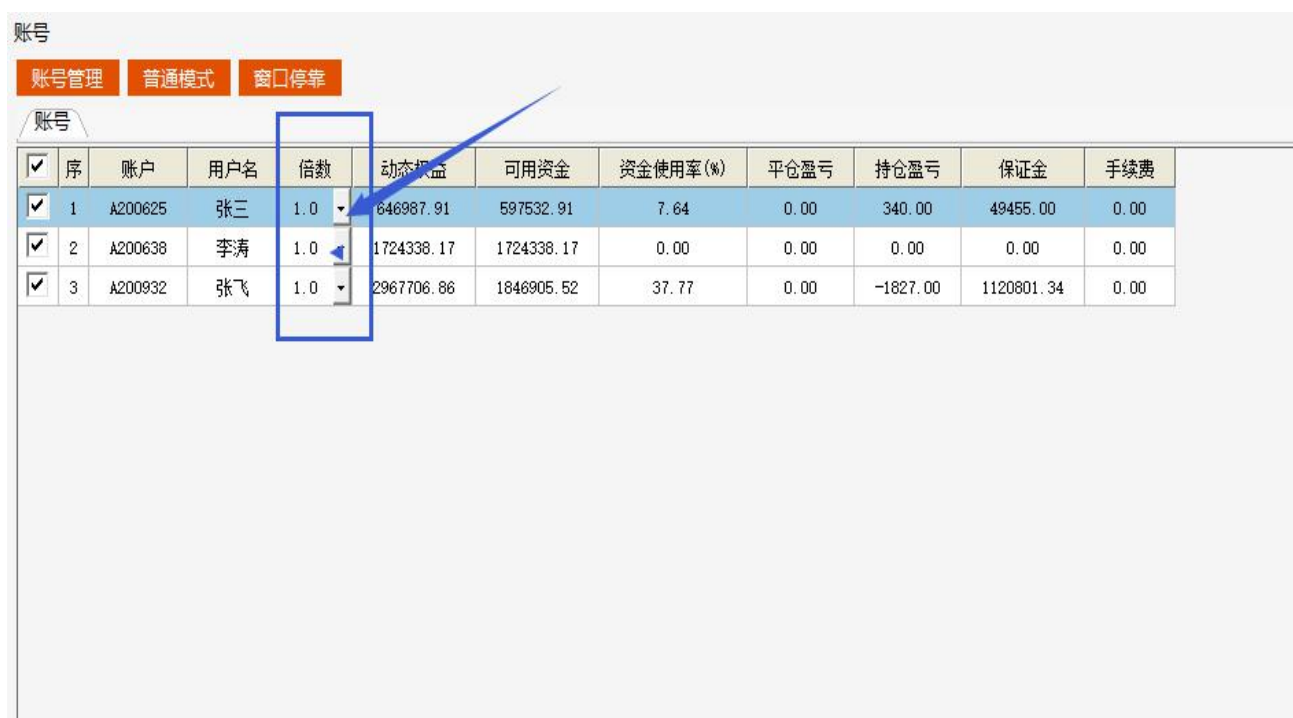 账号
账号管理 普通模式 窗口停靠
账号
序 账户 用户名 倍数 动态权益 可用资金 资金使用率(%) 平仓盈亏 持仓盈亏 保证金 手续费
1 A200625 张三 1.0 646987.91 597532.91 7.64 0.00 340.00 49455.00 0.00
2 A200638 李涛 1.0 1724338.17 1724338.17 0.00 0.00 0.00 0.00 0.00
3 A200932 张飞 1.0 2967706.86 1846905.52 37.77 0.00 -1827.00 1120801.34 0.00